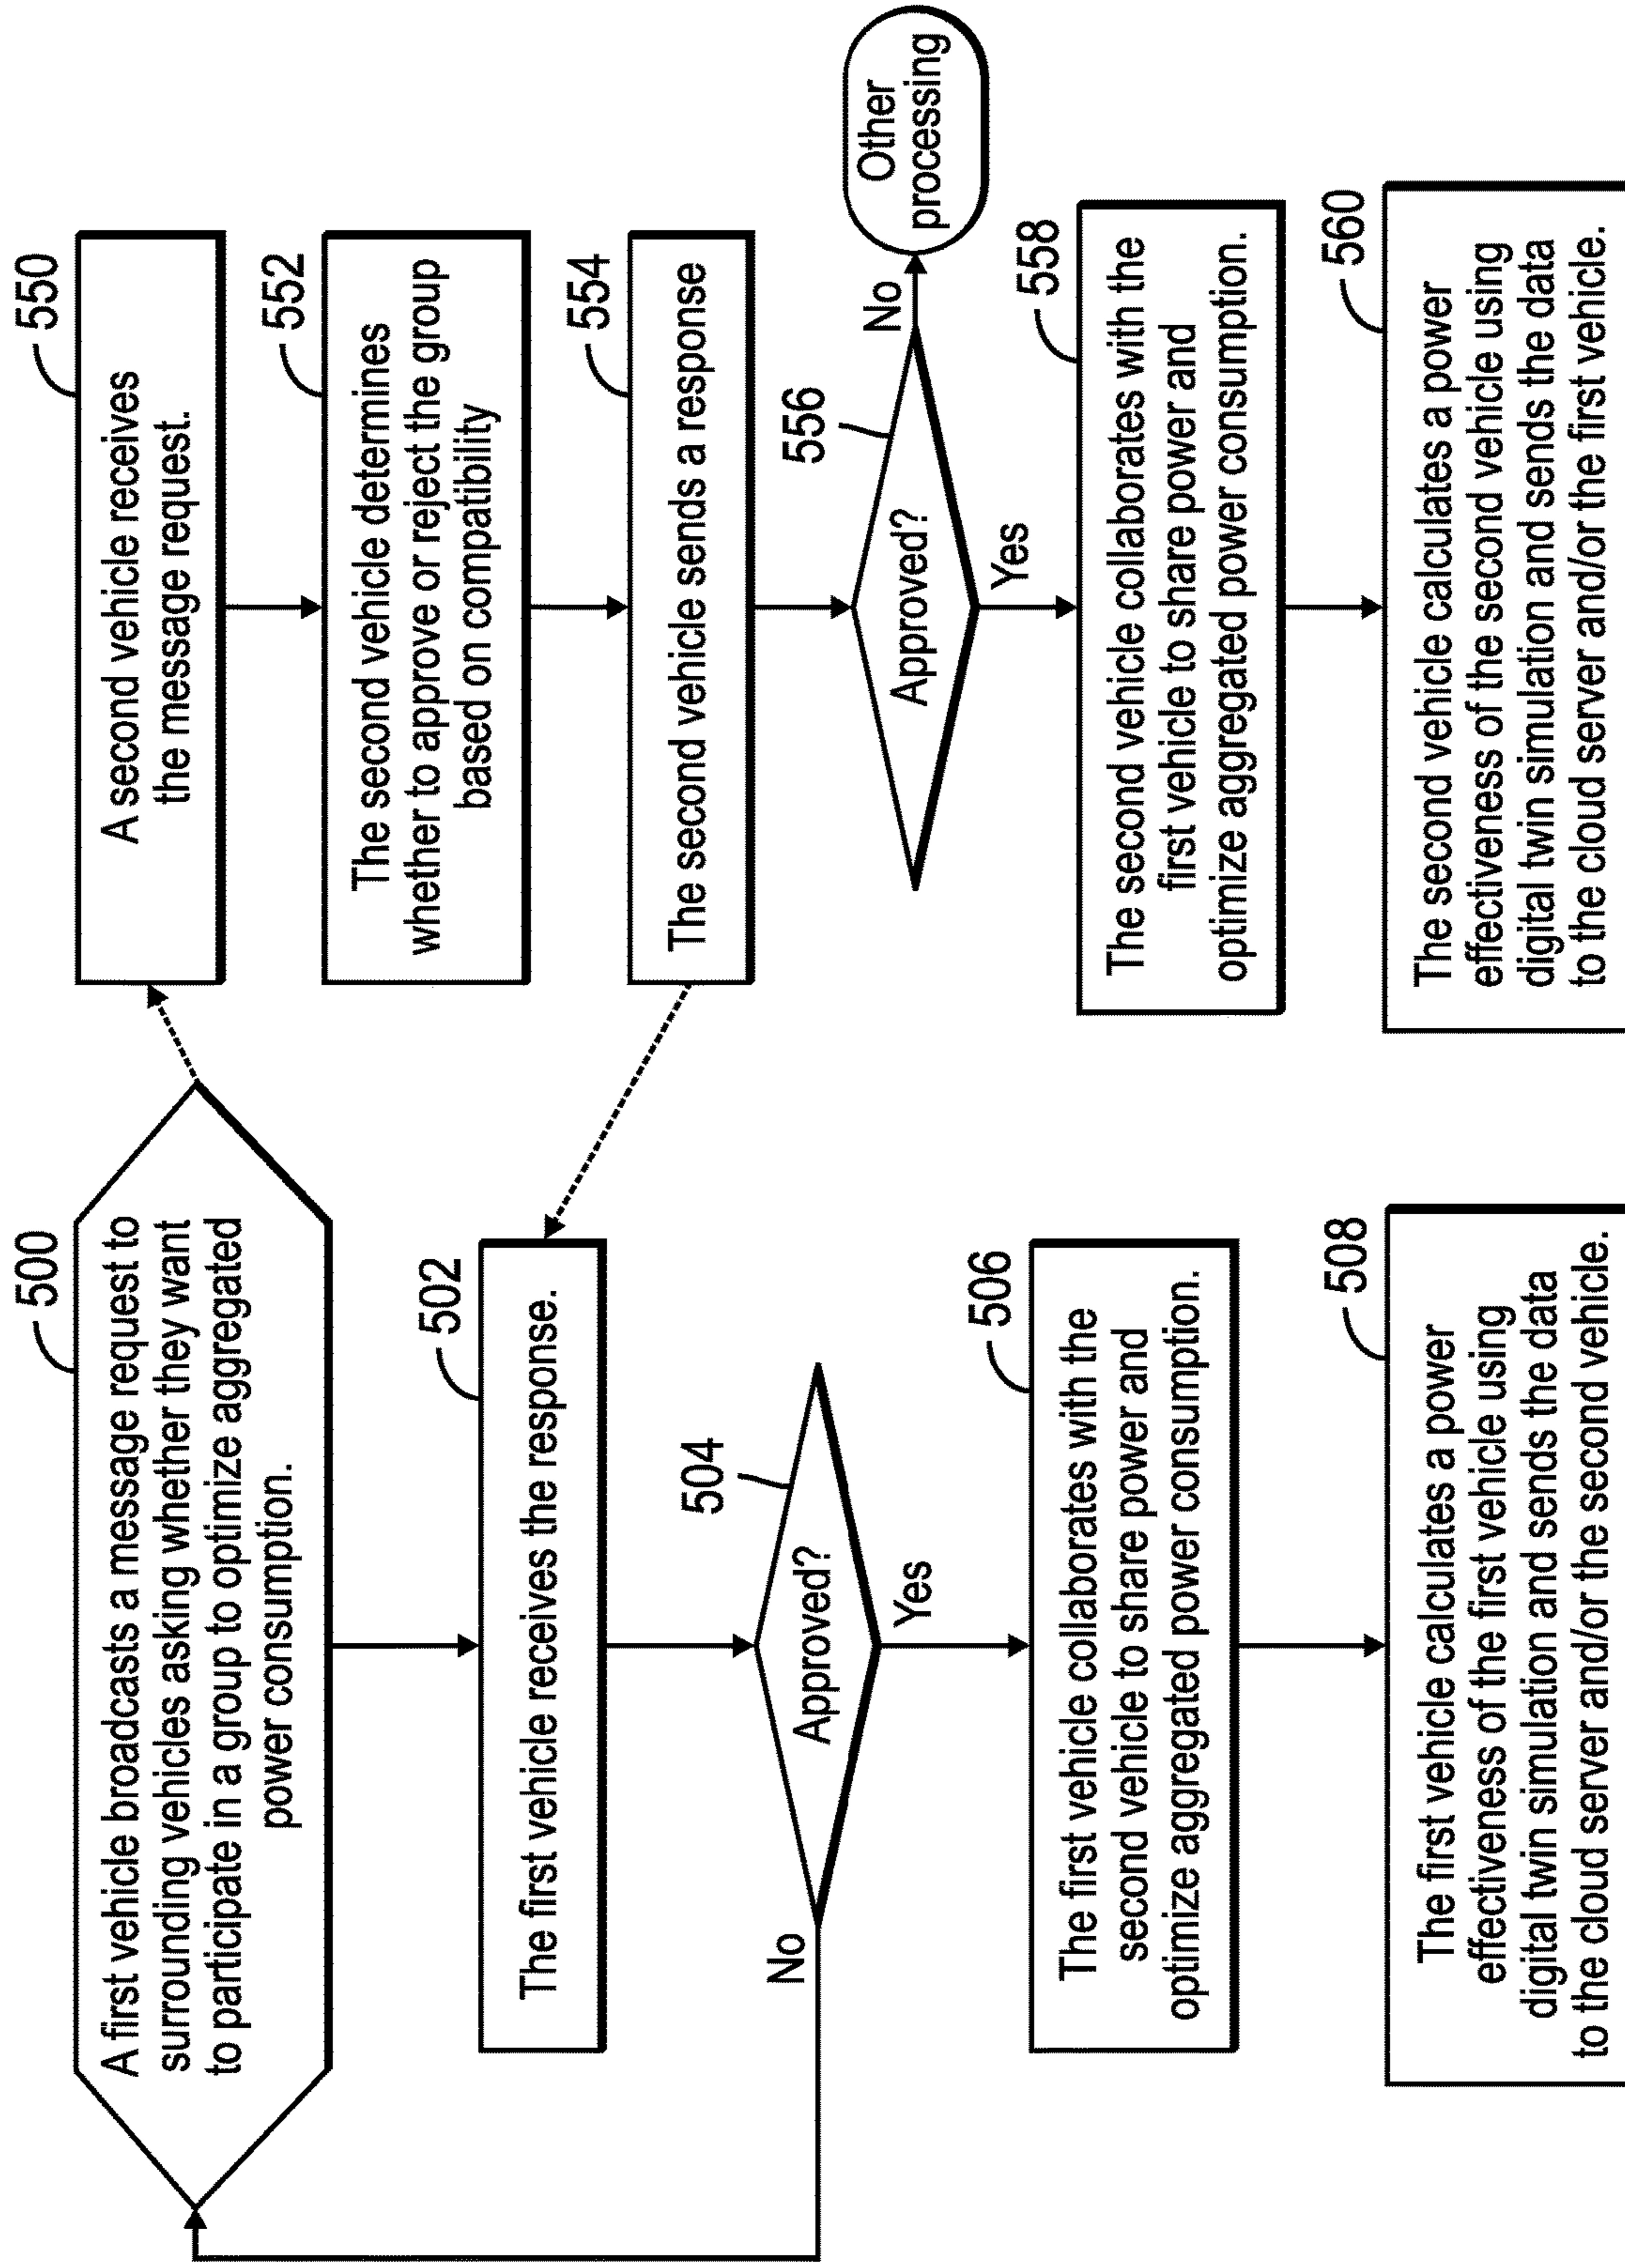 500
A first vehicle broadcasts a message request to
surrounding vehicles asking whether they want
to participate in a group to optimize aggregated
power consumption.
502
The first vehicle receives the response.
504
Approved?
No
Yes
506
The first vehicle collaborates with the
second vehicle to share power and
optimize aggregated power consumption.
508
The first vehicle calculates a power
effectiveness of the first vehicle using
digital twin simulation and sends the data
to the cloud server and/or the second vehicle.
550
A second vehicle receives
the message request.
552
The second vehicle determines
whether to approve or reject the group
based on compatibility
554
The second vehicle sends a response
556
Approved?
No
Other
processing
Yes
558
The second vehicle collaborates with the
first vehicle to share power and
optimize aggregated power consumption.
560
The second vehicle calculates a power
effectiveness of the second vehicle using
digital twin simulation and sends the data
to the cloud server and/or the first vehicle.